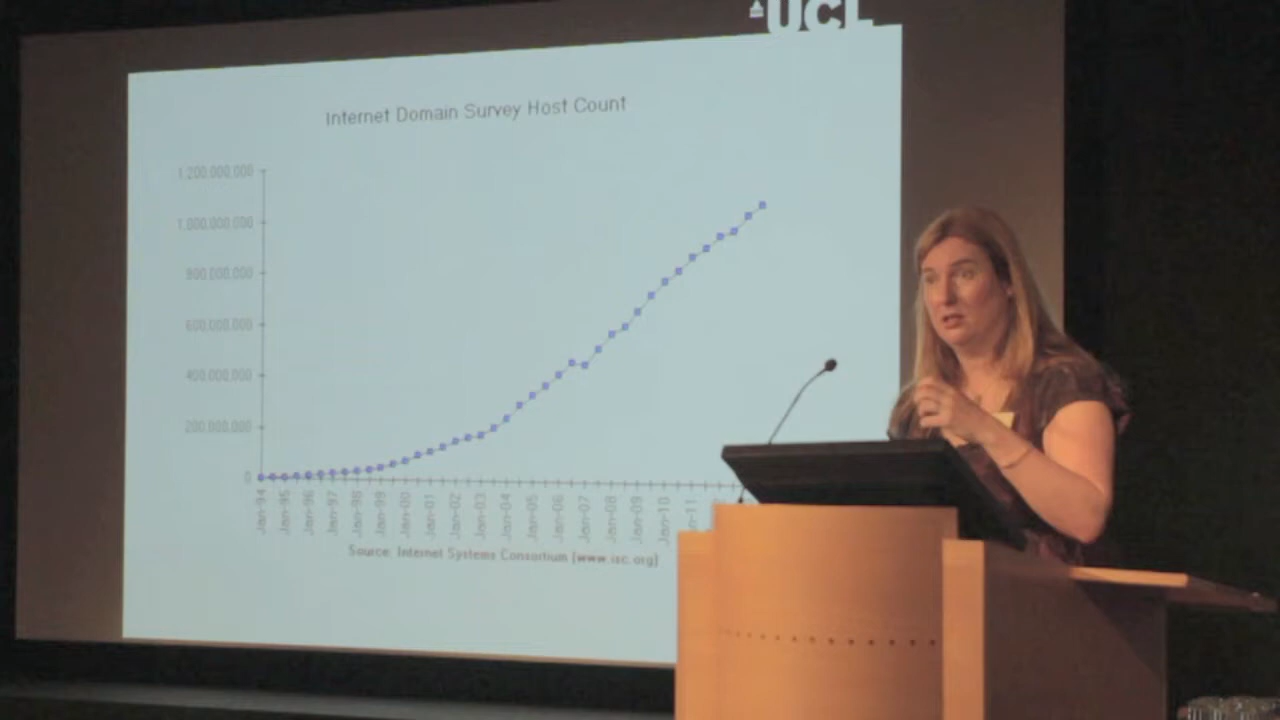 UCL
Internet Domain Survey Host Count
1,200,000,000
1,000,000,000
800,000,000
600,000,000
400,000,000
200,000,000
0
Jan-94
Jan-95
Jan-96
Jan-97
Jan-98
Jan-99
Jan-00
Jan-01
Jan-02
Jan-03
Jan-04
Jan-05
Jan-06
Jan-07
Jan-08
Jan-09
Jan-10
n-11
Source: Internet Systems Consortium (www.isc.org)